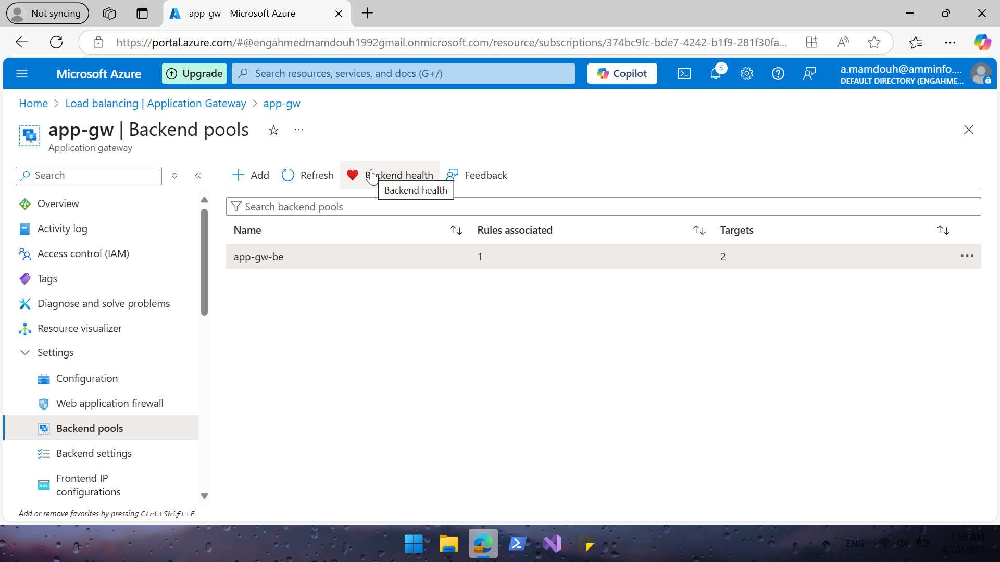 Not syncing
app-gw - Microsoft Azure
https://portal.azure.com/#@engahmedmamdouh1992gmail.onmicrosoft.com/resource/subscriptions/374bc9fc-bde7-4242-b1f9-281f30fa...
Microsoft Azure
Upgrade
Search resources, services, and docs (G+/)
Copilot
3
a.mamdouh@amminfo....
DEFAULT DIRECTORY (ENGAHME...
Home > Load balancing | Application Gateway > app-gw
app-gw | Backend pools
Application gateway
Search
Add
Refresh
Backend health
Feedback
Backend health
Search backend pools
Name
Rules associated
Targets
app-gw-be
1
2
Overview
Activity log
Access control (IAM)
Tags
Diagnose and solve problems
Resource visualizer
Settings
Configuration
Web application firewall
Backend pools
Backend settings
Frontend IP
configurations
Add or remove favorites by pressing Ctrl+Shift+F
ENG
1:59 AM
4/20/2025